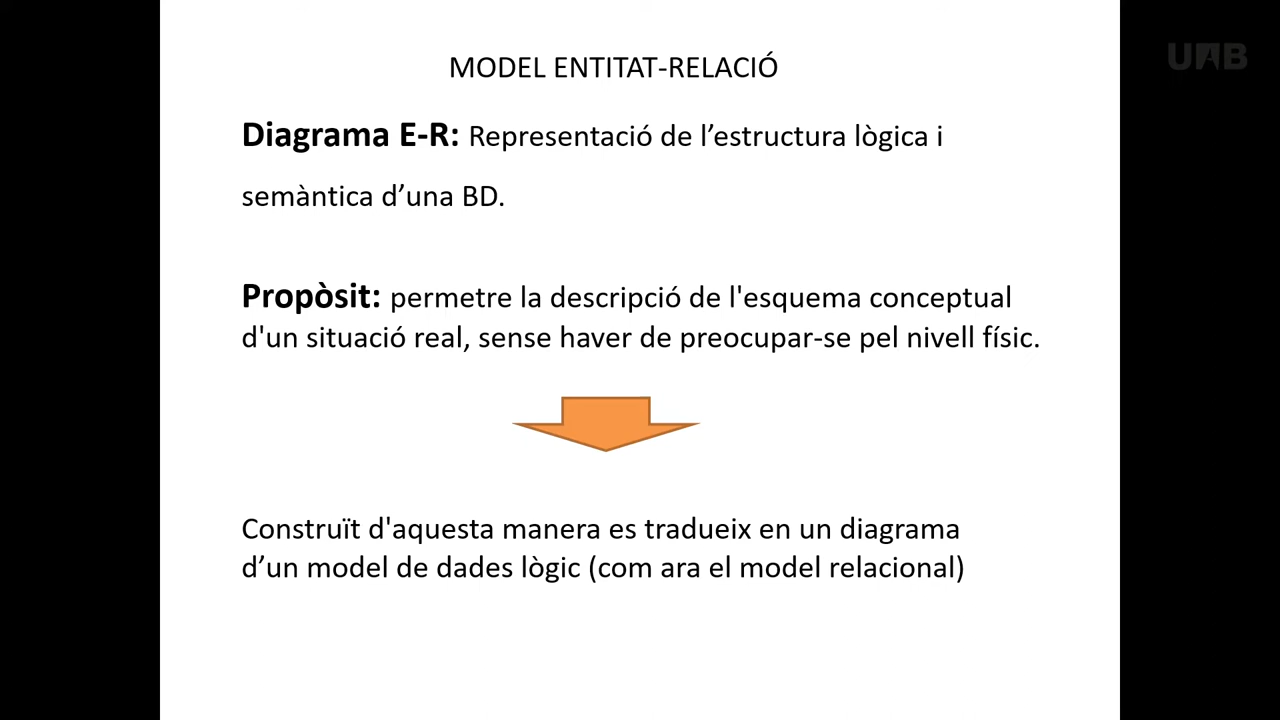 UAB
MODEL ENTITAT-RELACIÓ
Diagrama E-R: Representació de l’estructura lògica i
semàntica d’una BD.
Propòsit: permetre la descripció de l'esquema conceptual
d'un situació real, sense haver de preocupar-se pel nivell físic.
Construït d'aquesta manera es tradueix en un diagrama
d’un model de dades lògic (com ara el model relacional)